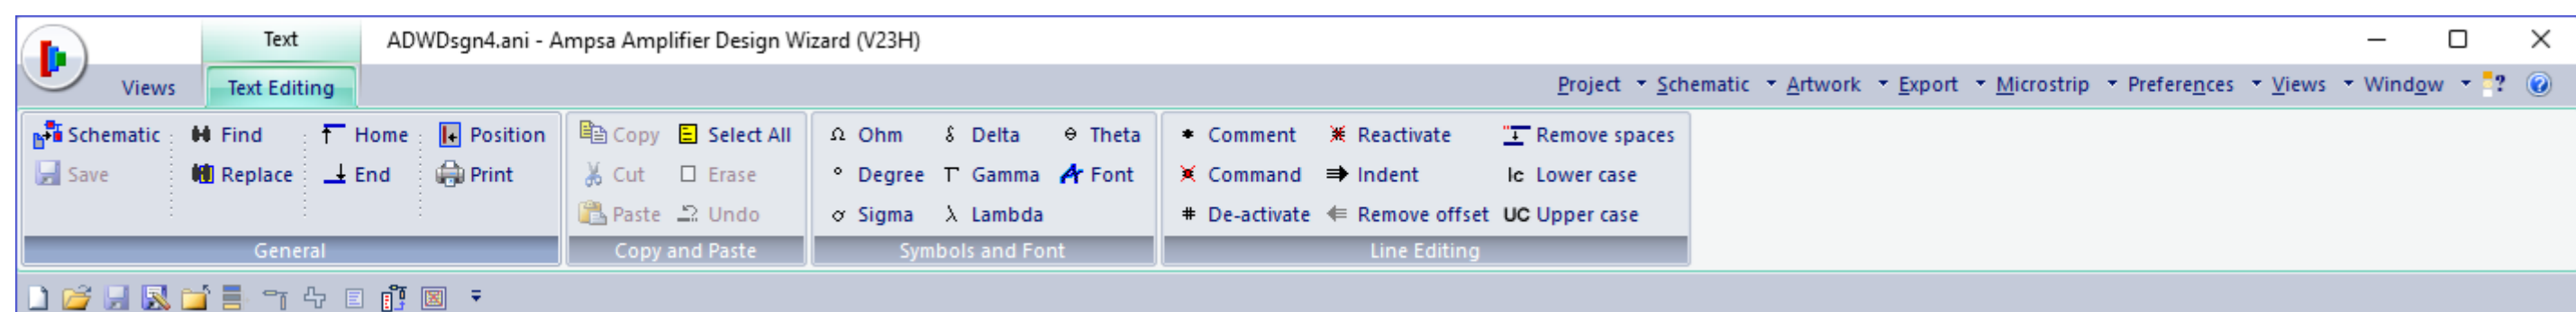 Text ADWDsgn4.ani - Ampsa Amplifier Design Wizard (V23H)
Views Text Editing Project Schematic Artwork Export Microstrip Preferences Views Window ?
Schematic Find Home Position Copy Select All Ω Ohm δ Delta θ Theta * Comment Reactivate Remove spaces
Save Replace End Print Cut Erase ° Degree Γ Gamma A Font Command Indent lc Lower case
Paste Undo σ Sigma λ Lambda # De-activate Remove offset UC Upper case
General Copy and Paste Symbols and Font Line Editing